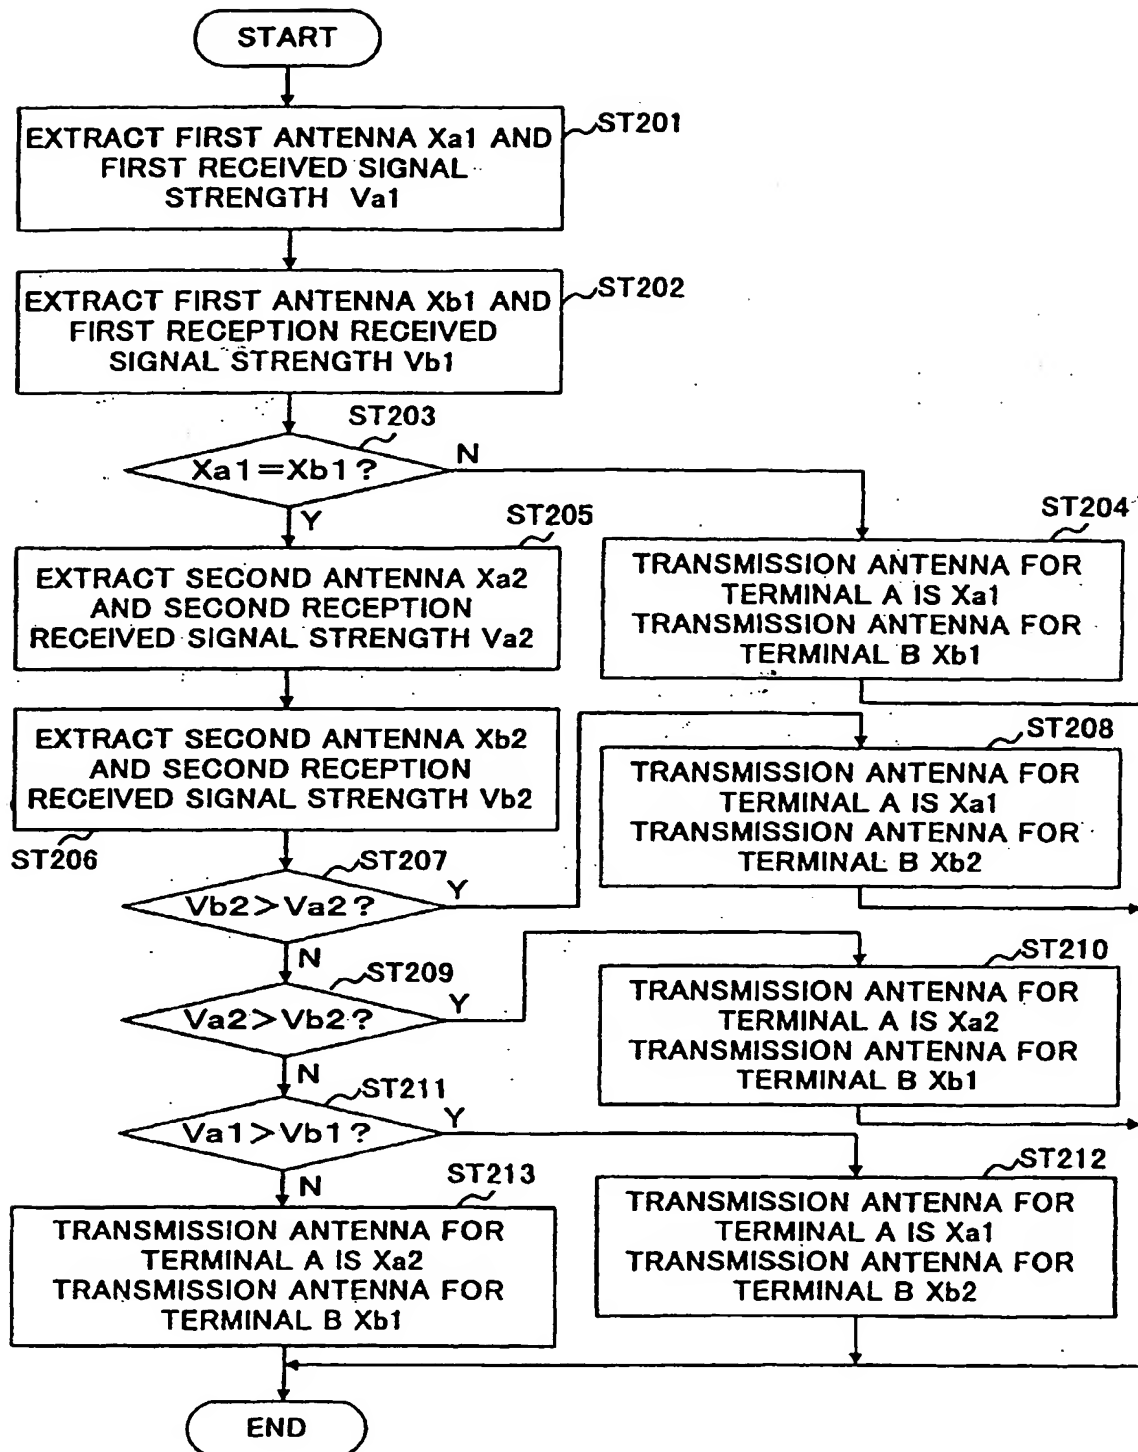 START
ST201
EXTRACT FIRST ANTENNA Xa1 AND
FIRST RECEIVED SIGNAL
STRENGTH Va1
ST202
EXTRACT FIRST ANTENNA Xb1 AND
FIRST RECEPTION RECEIVED
SIGNAL STRENGTH Vb1
ST203
Xa1=Xb1?
N
Y
ST204
TRANSMISSION ANTENNA FOR
TERMINAL A IS Xa1
TRANSMISSION ANTENNA FOR
TERMINAL B Xb1
ST205
EXTRACT SECOND ANTENNA Xa2
AND SECOND RECEPTION
RECEIVED SIGNAL STRENGTH Va2
EXTRACT SECOND ANTENNA Xb2
AND SECOND RECEPTION
RECEIVED SIGNAL STRENGTH Vb2
ST206
ST207
Vb2>Va2?
Y
N
ST208
TRANSMISSION ANTENNA FOR
TERMINAL A IS Xa1
TRANSMISSION ANTENNA FOR
TERMINAL B Xb2
ST209
Va2>Vb2?
Y
N
ST210
TRANSMISSION ANTENNA FOR
TERMINAL A IS Xa2
TRANSMISSION ANTENNA FOR
TERMINAL B Xb1
ST211
Va1>Vb1?
Y
N
ST212
TRANSMISSION ANTENNA FOR
TERMINAL A IS Xa1
TRANSMISSION ANTENNA FOR
TERMINAL B Xb2
ST213
TRANSMISSION ANTENNA FOR
TERMINAL A IS Xa2
TRANSMISSION ANTENNA FOR
TERMINAL B Xb1
END